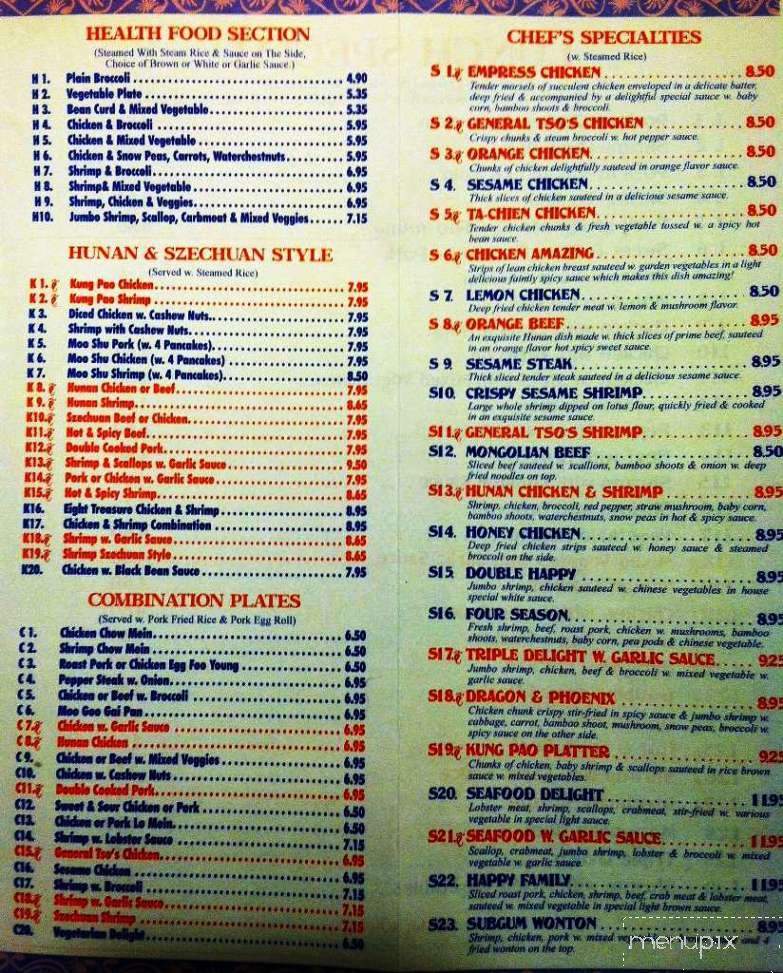 HEALTH FOOD SECTION
(Steamed With Steam Rice & Sauce on The Side,
Choice of Brown or White or Garlic Sauce.)
H 1. Plain Broccoli 4.90
H 2. Vegetable Plate 5.35
H 3. Bean Curd & Mixed Vegetable 5.35
H 4. Chicken & Broccoli 5.95
H 5. Chicken & Mixed Vegetable 5.95
H 6. Chicken & Snow Peas, Carrots, Waterchestnuts 5.95
H 7. Shrimp & Broccoli 6.95
H 8. Shrimp& Mixed Vegetable 6.95
H 9. Shrimp, Chicken & Veggies 6.95
H10. Jumbo Shrimp, Scallop, Carbmeat & Mixed Veggies 7.15
HUNAN & SZECHUAN STYLE
(Served w. Steamed Rice)
K 1. Kung Pao Chicken 7.95
K 2. Kung Pao Shrimp 7.95
K 3. Diced Chicken w. Cashew Nuts 7.95
K 4. Shrimp with Cashew Nuts 7.95
K 5. Moo Shu Pork (w. 4 Pancakes) 7.95
K 6. Moo Shu Chicken (w. 4 Pancakes) 7.95
K 7. Moo Shu Shrimp (w. 4 Pancakes) 8.50
K 8. Hunan Chicken or Beef 7.95
K 9. Hunan Shrimp 8.65
K10. Szechuan Beef or Chicken 7.95
K11. Hot & Spicy Beef 7.95
K12. Double Cooked Pork 7.95
K13. Shrimp & Scallops w. Garlic Sauce 9.50
K14. Pork or Chicken w. Garlic Sauce 7.95
K15. Hot & Spicy Shrimp 8.65
K16. Eight Treasure Chicken & Shrimp 8.95
K17. Chicken & Shrimp Combination 8.95
K18. Shrimp w. Garlic Sauce 8.65
K19. Shrimp Szechuan Style 8.65
K20. Chicken w. Black Bean Sauce 7.95
COMBINATION PLATES
(Served w. Pork Fried Rice & Pork Egg Roll)
C 1. Chicken Chow Mein 6.50
C 2. Shrimp Chow Mein 6.50
C 3. Roast Pork or Chicken Egg Foo Young 6.50
C 4. Pepper Steak w. Onion 6.95
C 5. Chicken or Beef w. Broccoli 6.95
C 6. Moo Goo Gai Pan 6.95
C 7. Chicken w. Garlic Sauce 6.95
C 8. Hunan Chicken 6.95
C 9. Chicken or Beef w. Mixed Veggies 6.95
C10. Chicken w. Cashew Nuts 6.95
C11. Double Cooked Pork 6.95
C12. Sweet & Sour Chicken or Pork 6.50
C13. Chicken or Pork Lo Mein 6.50
C14. Shrimp w. Lobster Sauce 7.15
C15. General Tso's Chicken 6.95
C16. Sesame Chicken 6.95
C17. Shrimp w. Broccoli 7.15
C18. Shrimp w. Garlic Sauce 7.15
C19. Szechuan Shrimp 7.15
C20. Vegetarian Delight 6.50
CHEF'S SPECIALTIES
(w. Steamed Rice)
S 1. EMPRESS CHICKEN 8.50
Tender morsels of succulent chicken enveloped in a delicate batter,
deep fried & accompanied by a delightful special sauce w. baby
corn, bamboo shoots & broccoli.
S 2. GENERAL TSO'S CHICKEN 8.50
Crispy chunks & steam broccoli w. hot pepper sauce.
S 3. ORANGE CHICKEN 8.50
Chunks of chicken delightfully sauteed in orange flavor sauce.
S 4. SESAME CHICKEN 8.50
Thick slices of chicken sauteed in a delicious sesame sauce.
S 5. TA-CHIEN CHICKEN 8.50
Tender chicken chunks & fresh vegetable tossed w. a spicy hot
bean sauce.
S 6. CHICKEN AMAZING 8.50
Strips of lean chicken breast sauteed w. garden vegetables in a light
delicious faintly spicy sauce which makes this dish amazing!
S 7. LEMON CHICKEN 8.50
Deep fried chicken tender meat w. lemon & mushroom flavor.
S 8. ORANGE BEEF 8.95
An exquisite Hunan dish made w. thick slices of prime beef, sauteed
in an orange flavor hot spicy sweet sauce.
S 9. SESAME STEAK 8.95
Thick sliced tender steak sauteed in a delicious sesame sauce.
S10. CRISPY SESAME SHRIMP 8.95
Large whole shrimp dipped on lotus flour, quickly fried & cooked
in an exquisite sesame sauce.
S11. GENERAL TSO'S SHRIMP 8.95
S12. MONGOLIAN BEEF 8.50
Sliced beef sauteed w. scallions, bamboo shoots & onion w. deep
fried noodles on top.
S13. HUNAN CHICKEN & SHRIMP 8.95
Shrimp, chicken, broccoli, red pepper, straw mushroom, baby corn,
bamboo shoots, waterchestnuts, snow peas in hot & spicy sauce.
S14. HONEY CHICKEN 8.95
Deep fried chicken strips sauteed w. honey sauce & steamed
broccoli on the side.
S15. DOUBLE HAPPY 8.95
Jumbo shrimp, chicken sauteed w. chinese vegetables in house
special white sauce.
S16. FOUR SEASON 8.95
Fresh shrimp, beef, roast pork, chicken w. mushrooms, bamboo
shoots, waterchestnuts, baby corn, pea pods & chinese vegetable.
S17. TRIPLE DELIGHT W. GARLIC SAUCE 9.25
Jumbo shrimp, chicken, beef & broccoli w. mixed vegetable w.
garlic sauce.
S18. DRAGON & PHOENIX 8.95
Chicken chunk crispy stir-fried in spicy sauce & jumbo shrimp w.
cabbage, carrot, bamboo shoot, mushroom, snow peas, broccoli w.
spicy sauce on the other side.
S19. KUNG PAO PLATTER 9.25
Chunks of chicken, baby shrimp & scallops sauteed in rice brown
sauce w. mixed vegetables.
S20. SEAFOOD DELIGHT 11.95
Lobster meat, shrimp, scallops, crabmeat, stir-fried w. various
vegetable in special light sauce.
S21. SEAFOOD W. GARLIC SAUCE 11.95
Scallop, crabmeat, jumbo shrimp, lobster & broccoli w. mixed
vegetable w. garlic sauce.
S22. HAPPY FAMILY 11.95
Sliced roast pork, chicken, shrimp, beef, crab meat & lobster meat,
sauteed w. mixed vegetable in special light brown sauce.
S23. SUBGUM WONTON 8.95
Shrimp, chicken, pork w. mixed and 4
fried wonton on the top.
menupix